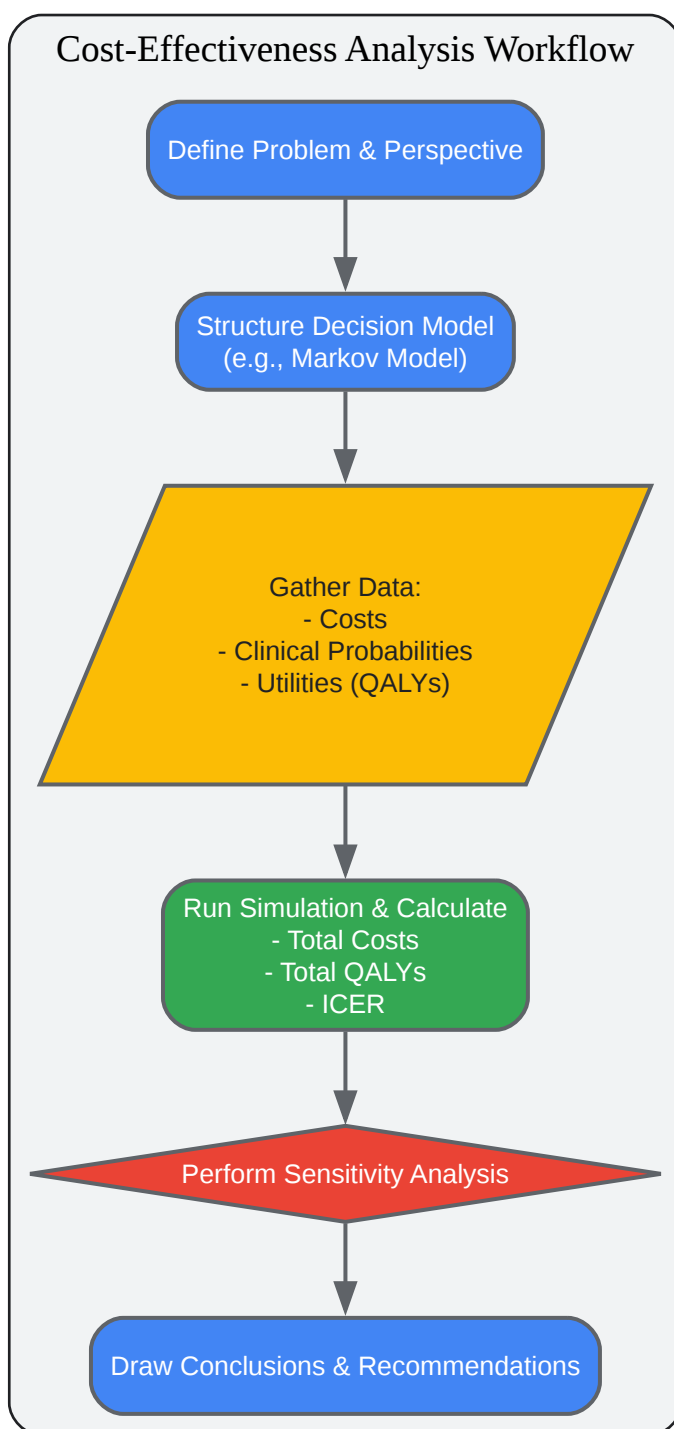 Cost-Effectiveness Analysis Workflow
Define Problem & Perspective
Structure Decision Model
(e.g., Markov Model)
Gather Data:
- Costs
- Clinical Probabilities
- Utilities (QALYs)
Run Simulation & Calculate
- Total Costs
- Total QALYs
- ICER
Perform Sensitivity Analysis
Draw Conclusions & Recommendations